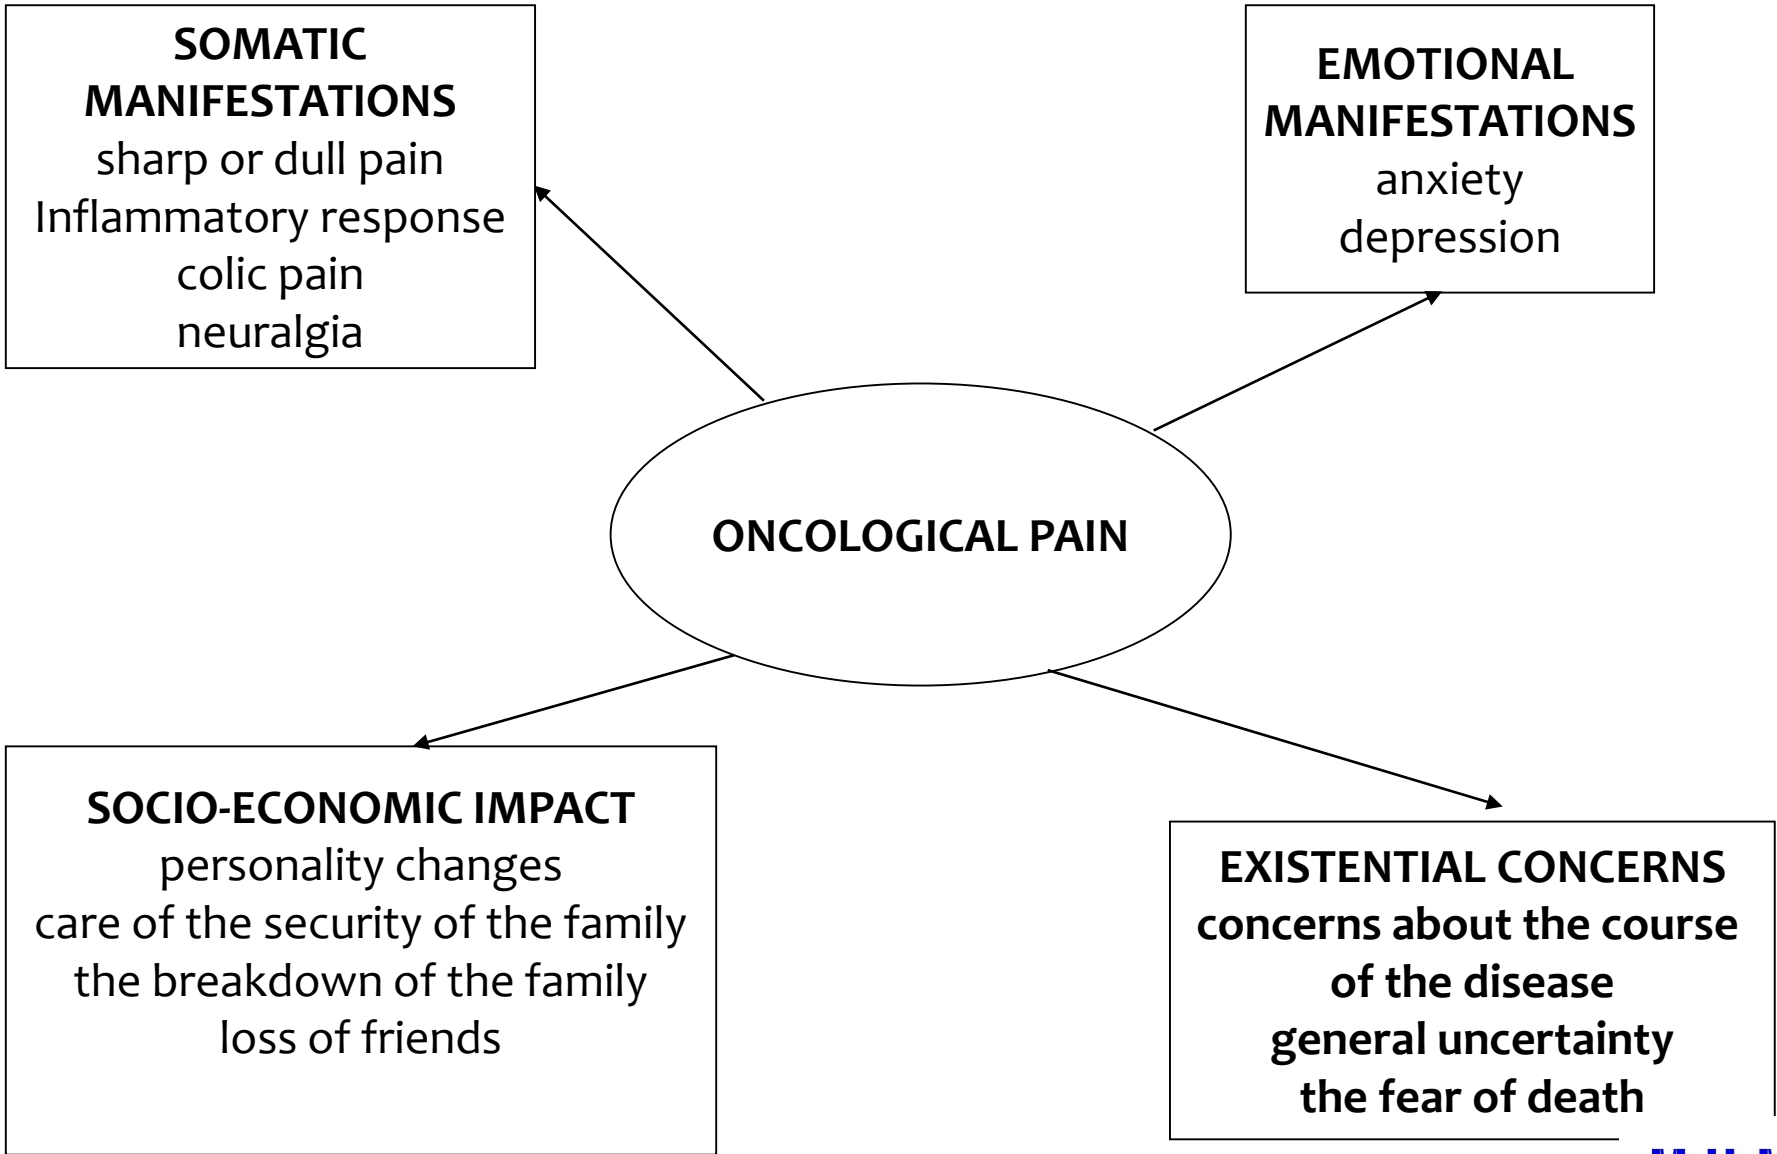 SOMATIC
MANIFESTATIONS
sharp or dull pain
Inflammatory response
colic pain
neuralgia
EMOTIONAL
MANIFESTATIONS
anxiety
depression
ONCOLOGICAL PAIN
SOCIO-ECONOMIC IMPACT
personality changes
care of the security of the family
the breakdown of the family
loss of friends
EXISTENTIAL CONCERNS
concerns about the course
of the disease
general uncertainty
the fear of death